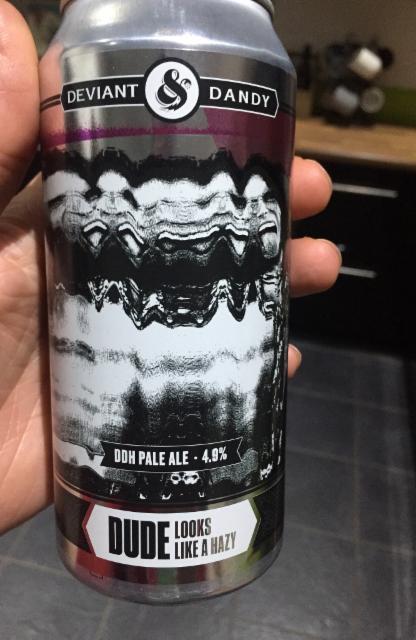 DEVIANT & DANDY
DDH PALE ALE · 4.9%
DUDE LOOKS
LIKE A HAZY